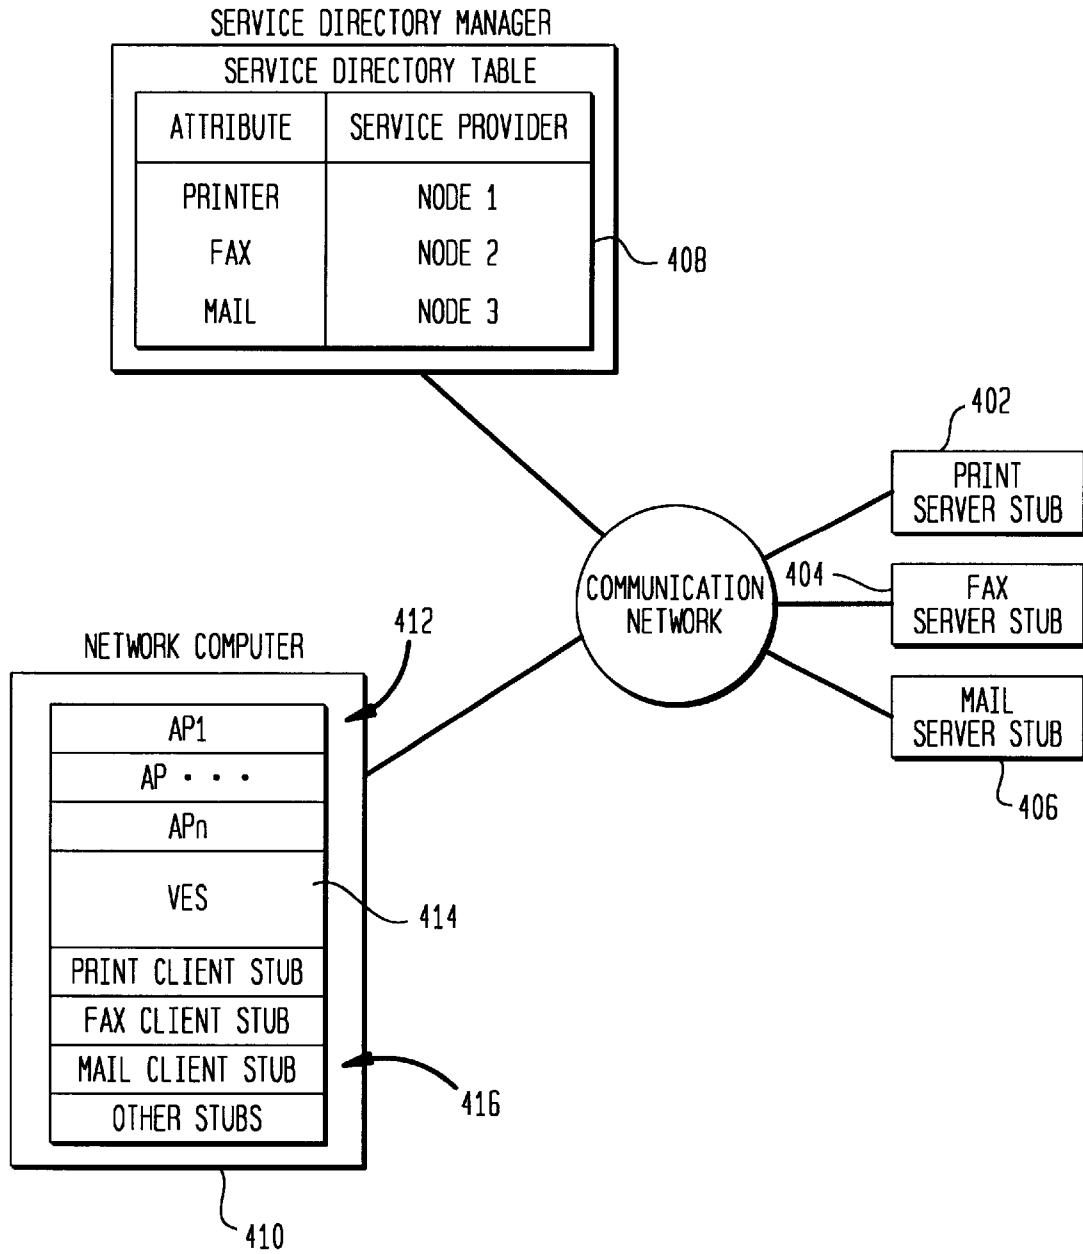 SERVICE DIRECTORY MANAGER
SERVICE DIRECTORY TABLE
ATTRIBUTE SERVICE PROVIDER
PRINTER NODE 1
FAX NODE 2
MAIL NODE 3
408
402
PRINT
SERVER STUB
404
FAX
SERVER STUB
MAIL
SERVER STUB
406
COMMUNICATION
NETWORK
NETWORK COMPUTER
412
AP1
AP • • •
APn
VES
414
PRINT CLIENT STUB
FAX CLIENT STUB
MAIL CLIENT STUB
416
OTHER STUBS
410